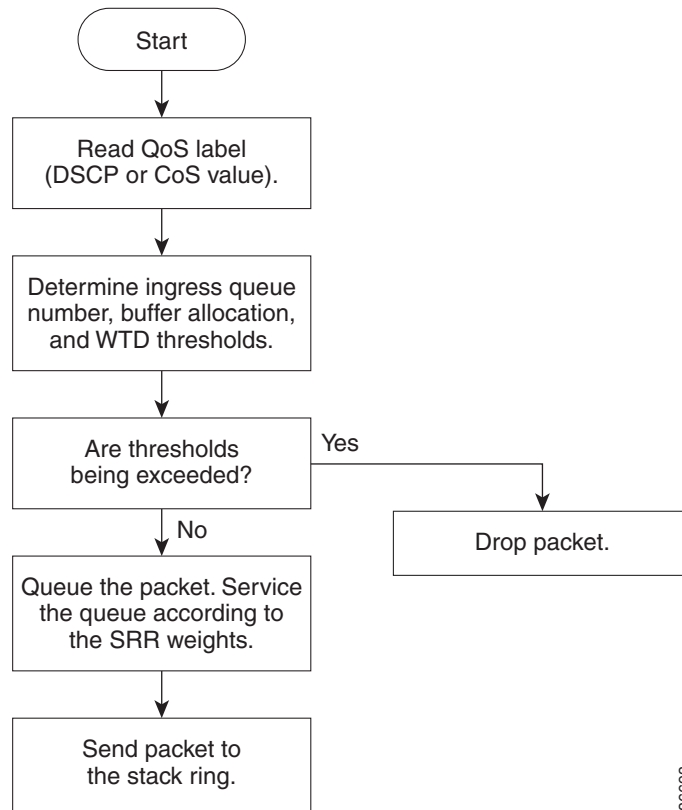 Start
Read QoS label
(DSCP or CoS value).
Determine ingress queue
number, buffer allocation,
and WTD thresholds.
Are thresholds
being exceeded?
Yes
Drop packet.
No
Queue the packet. Service
the queue according to
the SRR weights.
Send packet to
the stack ring.